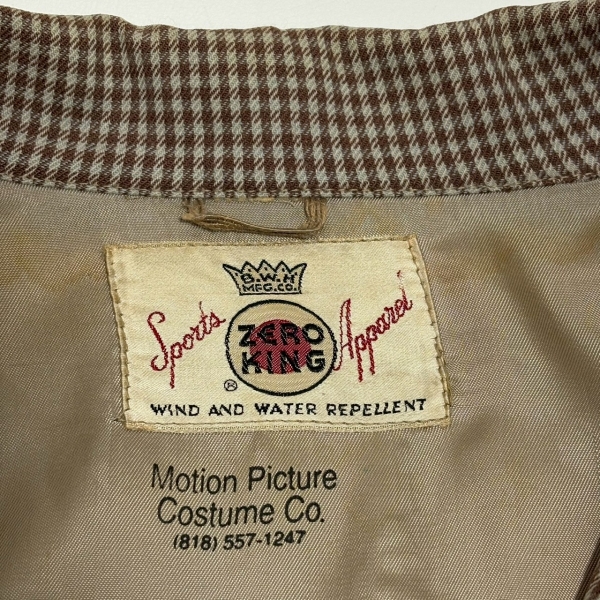 B.W.H
MFG.CO.
Sports ZERO KING Apparel
®
WIND AND WATER REPELLENT
Motion Picture
Costume Co.
(818) 557-1247